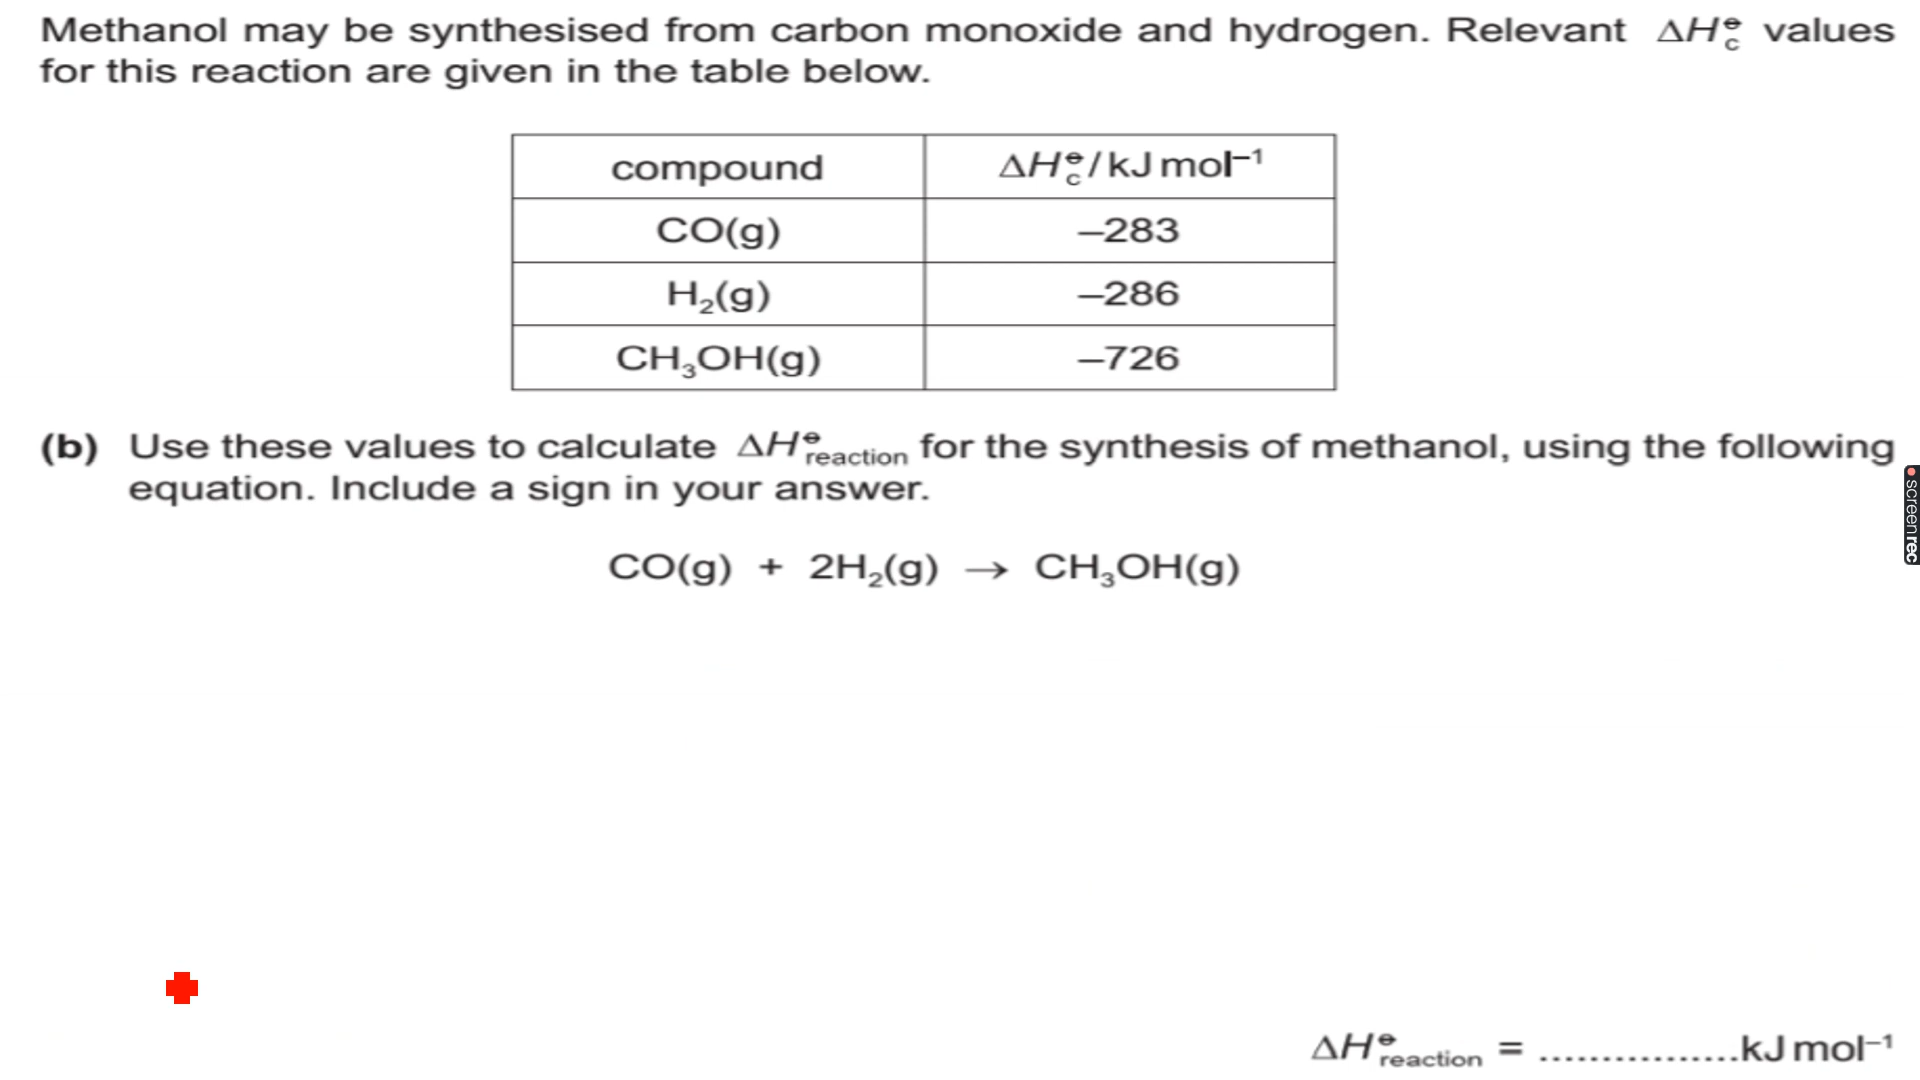 Methanol may be synthesised from carbon monoxide and hydrogen. Relevant ΔH⦵c values
for this reaction are given in the table below.
compound ΔH⦵c / kJ mol⁻¹
CO(g) –283
H₂(g) –286
CH₃OH(g) –726
(b) Use these values to calculate ΔH⦵reaction for the synthesis of methanol, using the following
equation. Include a sign in your answer.
CO(g) + 2H₂(g) → CH₃OH(g)
ΔH⦵reaction = ................kJ mol⁻¹
screenrec